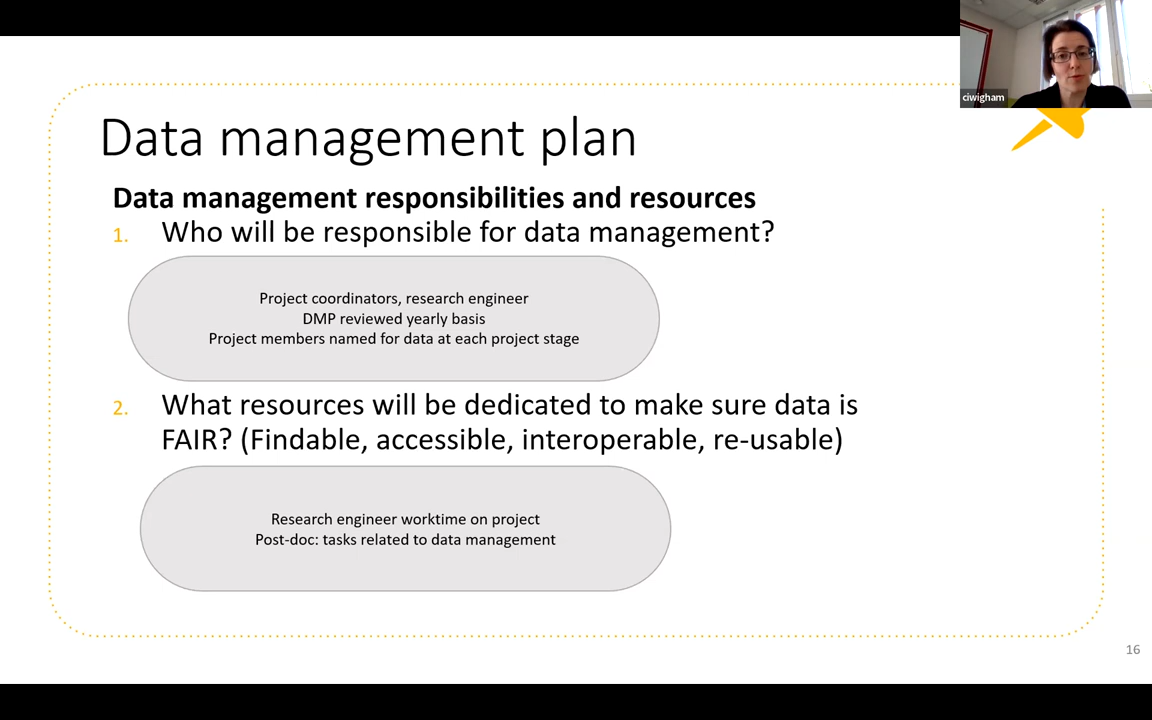 ciwigham
Data management plan
Data management responsibilities and resources
1. Who will be responsible for data management?
Project coordinators, research engineer
DMP reviewed yearly basis
Project members named for data at each project stage
2. What resources will be dedicated to make sure data is
FAIR? (Findable, accessible, interoperable, re-usable)
Research engineer worktime on project
Post-doc: tasks related to data management
16